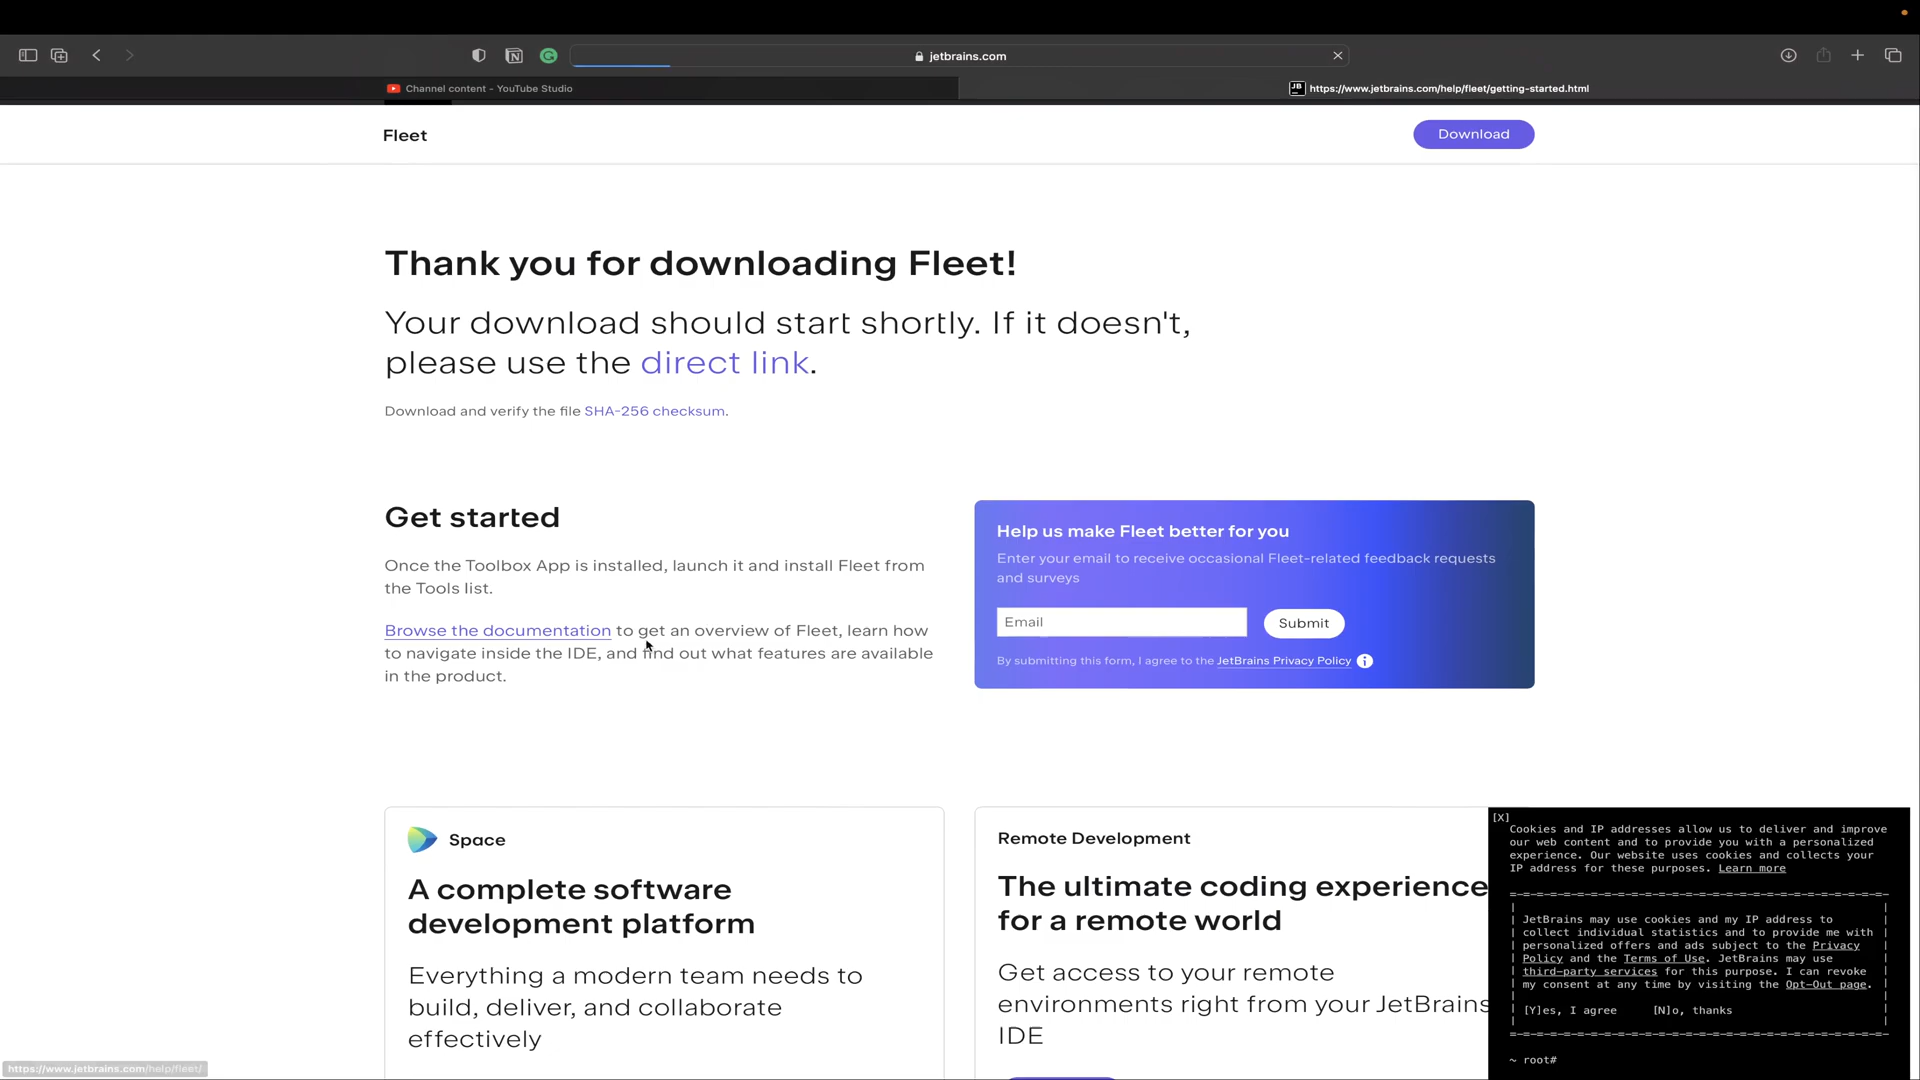 jetbrains.com
Channel content - YouTube Studio
https://www.jetbrains.com/help/fleet/getting-started.html
Fleet
Download
Thank you for downloading Fleet!
Your download should start shortly. If it doesn't,
please use the direct link.
Download and verify the file SHA-256 checksum.
Get started
Once the Toolbox App is installed, launch it and install Fleet from
the Tools list.
Browse the documentation to get an overview of Fleet, learn how
to navigate inside the IDE, and find out what features are available
in the product.
Help us make Fleet better for you
Enter your email to receive occasional Fleet-related feedback requests
and surveys
Email
Submit
By submitting this form, I agree to the JetBrains Privacy Policy
Space
A complete software
development platform
Everything a modern team needs to
build, deliver, and collaborate
effectively
Remote Development
The ultimate coding experience
for a remote world
Get access to your remote
environments right from your JetBrains
IDE
[X]
Cookies and IP addresses allow us to deliver and improve
our web content and to provide you with a personalized
experience. Our website uses cookies and collects your
IP address for these purposes. Learn more
JetBrains may use cookies and my IP address to
collect individual statistics and to provide me with
personalized offers and ads subject to the Privacy
Policy and the Terms of Use. JetBrains may use
third-party services for this purpose. I can revoke
my consent at any time by visiting the Opt-Out page.
[Y]es, I agree [N]o, thanks
~ root#
https://www.jetbrains.com/help/fleet/